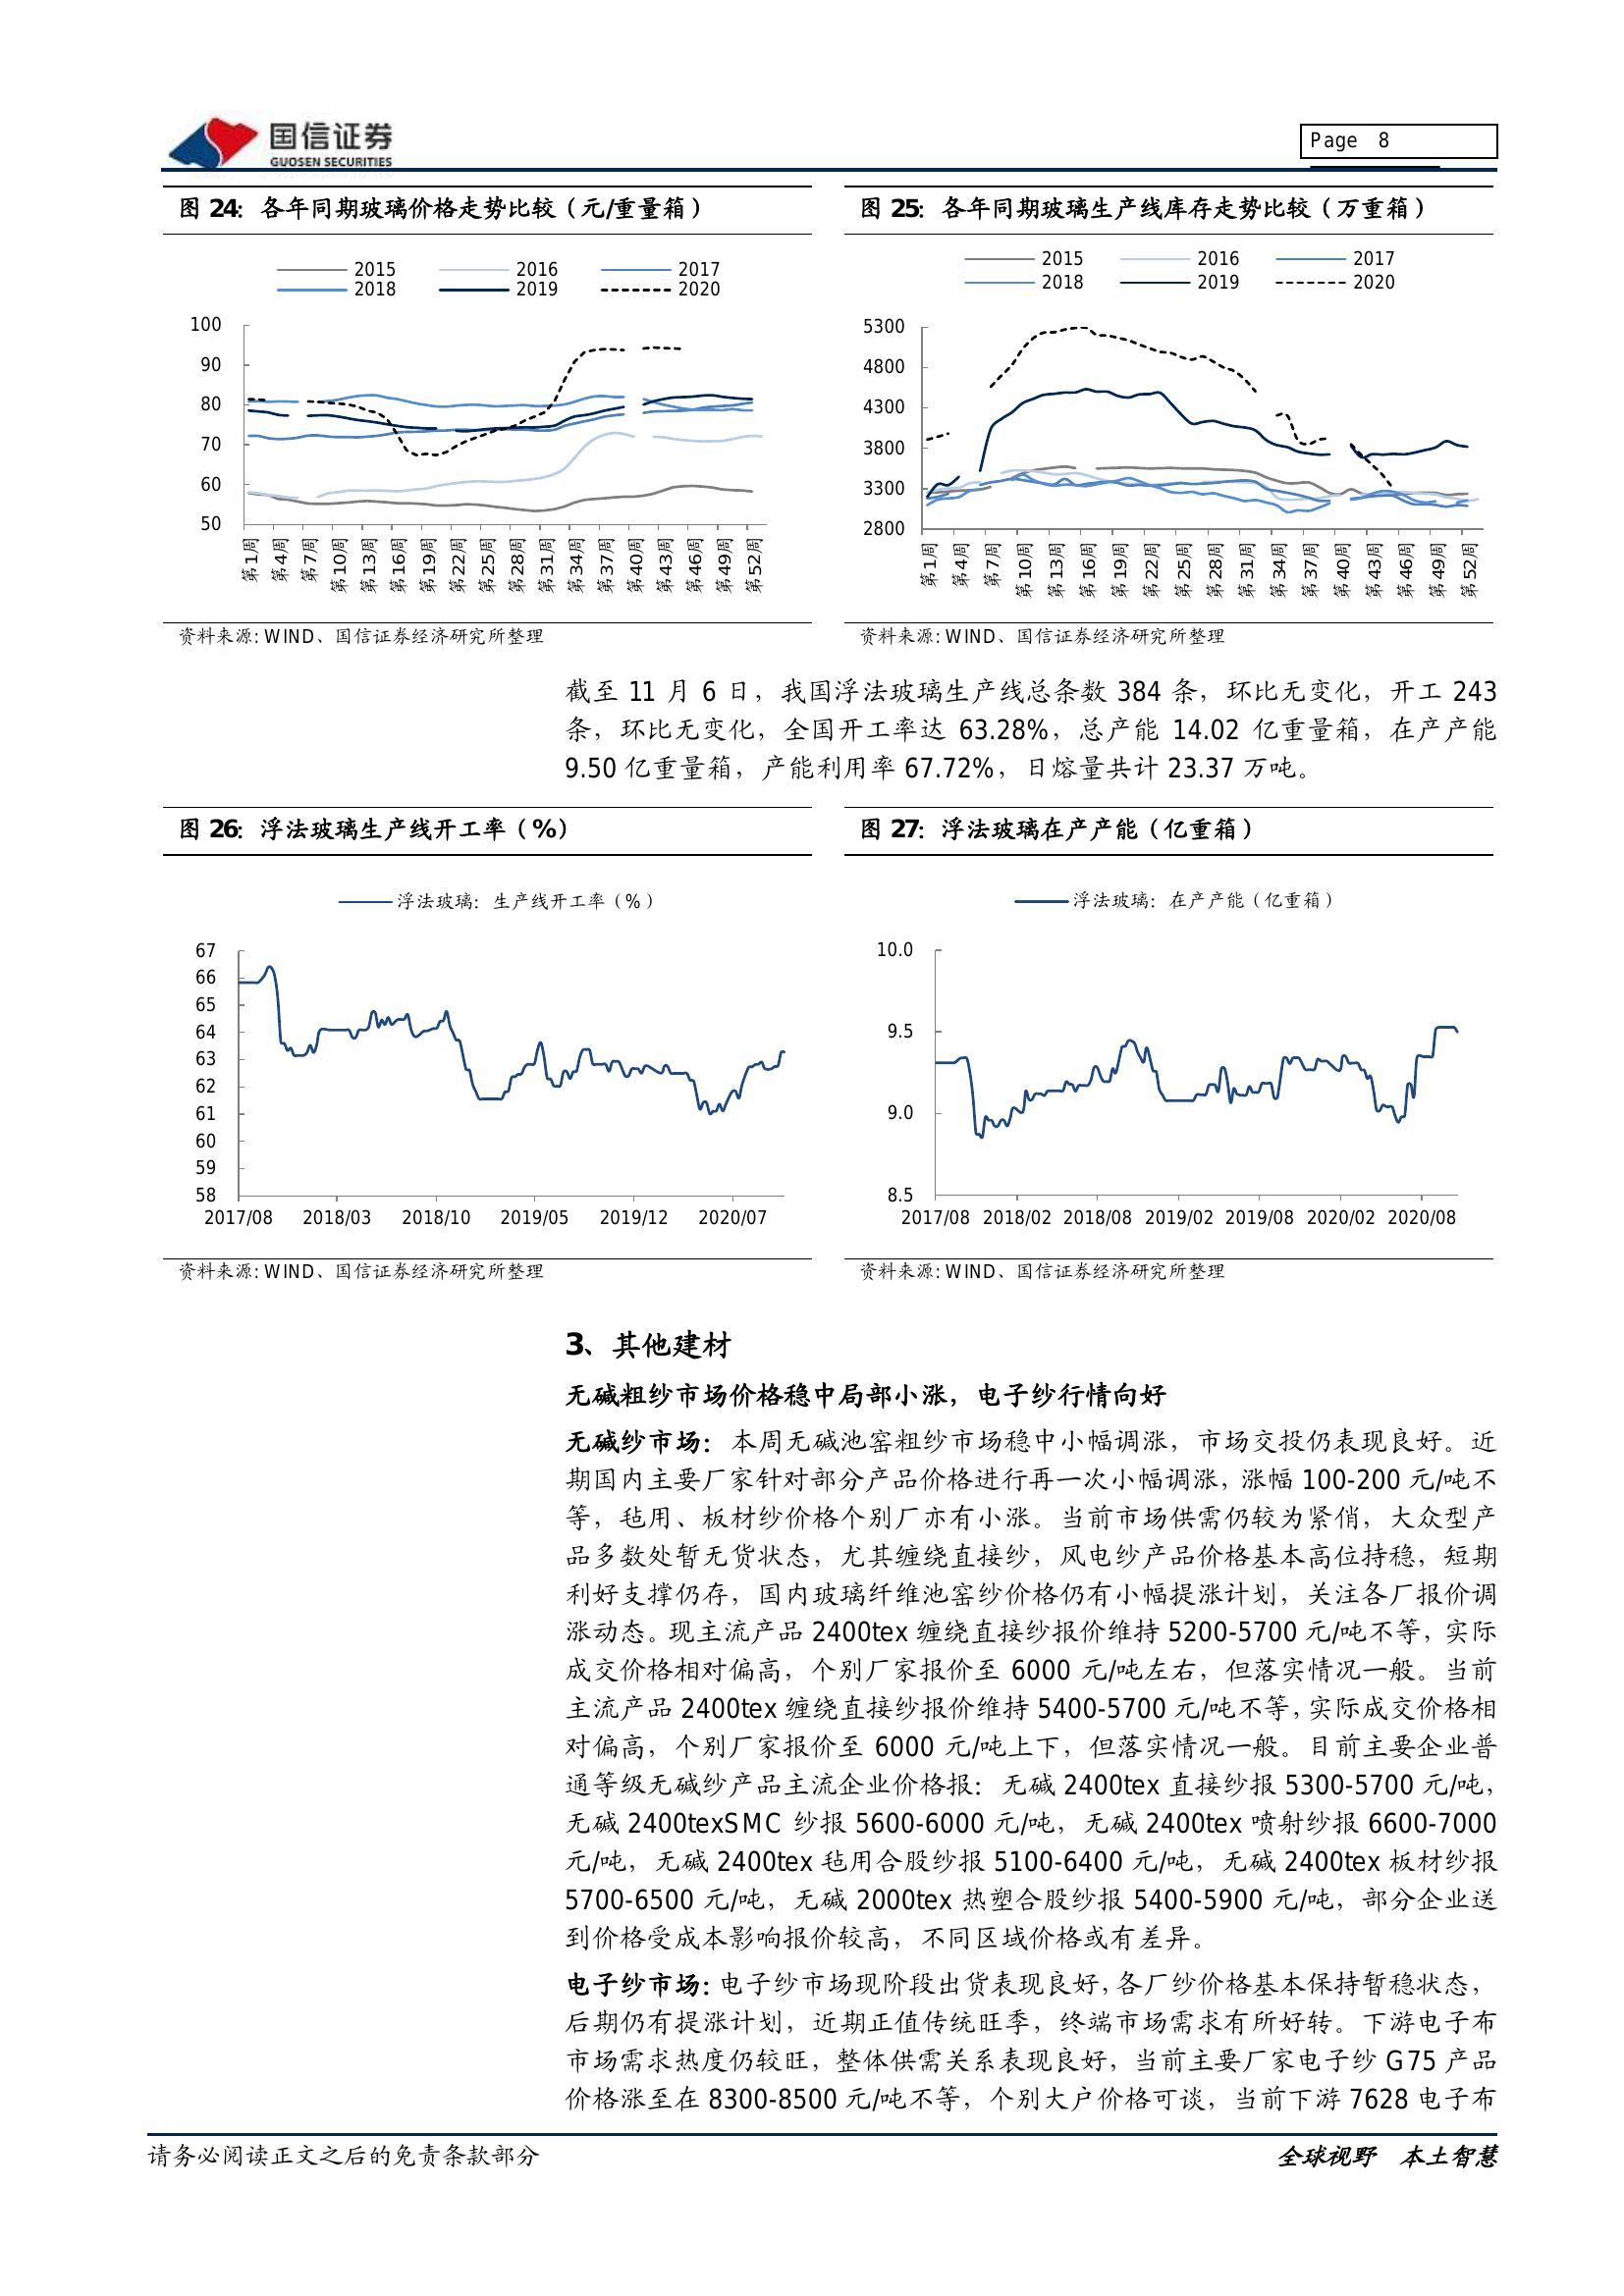 国信证券
GUOSEN SECURITIES
Page 8
图 24：各年同期玻璃价格走势比较（元/重量箱）
2015 2016 2017
2018 2019 2020
100
90
80
70
60
50
第1周 第4周 第7周 第10周 第13周 第16周 第19周 第22周 第25周 第28周 第31周 第34周 第37周 第40周 第43周 第46周 第49周 第52周
资料来源: WIND、国信证券经济研究所整理
图 25：各年同期玻璃生产线库存走势比较（万重箱）
2015 2016 2017
2018 2019 2020
5300
4800
4300
3800
3300
2800
第1周 第4周 第7周 第10周 第13周 第16周 第19周 第22周 第25周 第28周 第31周 第34周 第37周 第40周 第43周 第46周 第49周 第52周
资料来源: WIND、国信证券经济研究所整理
截至 11 月 6 日，我国浮法玻璃生产线总条数 384 条，环比无变化，开工 243
条，环比无变化，全国开工率达 63.28%，总产能 14.02 亿重量箱，在产产能
9.50 亿重量箱，产能利用率 67.72%，日熔量共计 23.37 万吨。
图 26：浮法玻璃生产线开工率（%）
浮法玻璃：生产线开工率（%）
67
66
65
64
63
62
61
60
59
58
2017/08 2018/03 2018/10 2019/05 2019/12 2020/07
资料来源: WIND、国信证券经济研究所整理
图 27：浮法玻璃在产产能（亿重箱）
浮法玻璃：在产产能（亿重箱）
10.0
9.5
9.0
8.5
2017/08 2018/02 2018/08 2019/02 2019/08 2020/02 2020/08
资料来源: WIND、国信证券经济研究所整理
3、其他建材
无碱粗纱市场价格稳中局部小涨，电子纱行情向好
无碱纱市场：本周无碱池窑粗纱市场稳中小幅调涨，市场交投仍表现良好。近
期国内主要厂家针对部分产品价格进行再一次小幅调涨，涨幅 100-200 元/吨不
等，毡用、板材纱价格个别厂亦有小涨。当前市场供需仍较为紧俏，大众型产
品多数处暂无货状态，尤其缠绕直接纱，风电纱产品价格基本高位持稳，短期
利好支撑仍存，国内玻璃纤维池窑纱价格仍有小幅提涨计划，关注各厂报价调
涨动态。现主流产品 2400tex 缠绕直接纱报价维持 5200-5700 元/吨不等，实际
成交价格相对偏高，个别厂家报价至 6000 元/吨左右，但落实情况一般。当前
主流产品 2400tex 缠绕直接纱报价维持 5400-5700 元/吨不等，实际成交价格相
对偏高，个别厂家报价至 6000 元/吨上下，但落实情况一般。目前主要企业普
通等级无碱纱产品主流企业价格报：无碱 2400tex 直接纱报 5300-5700 元/吨，
无碱 2400texSMC 纱报 5600-6000 元/吨，无碱 2400tex 喷射纱报 6600-7000
元/吨，无碱 2400tex 毡用合股纱报 5100-6400 元/吨，无碱 2400tex 板材纱报
5700-6500 元/吨，无碱 2000tex 热塑合股纱报 5400-5900 元/吨，部分企业送
到价格受成本影响报价较高，不同区域价格或有差异。
电子纱市场：电子纱市场现阶段出货表现良好，各厂纱价格基本保持暂稳状态，
后期仍有提涨计划，近期正值传统旺季，终端市场需求有所好转。下游电子布
市场需求热度仍较旺，整体供需关系表现良好，当前主要厂家电子纱 G75 产品
价格涨至在 8300-8500 元/吨不等，个别大户价格可谈，当前下游 7628 电子布
请务必阅读正文之后的免责条款部分
全球视野 本土智慧